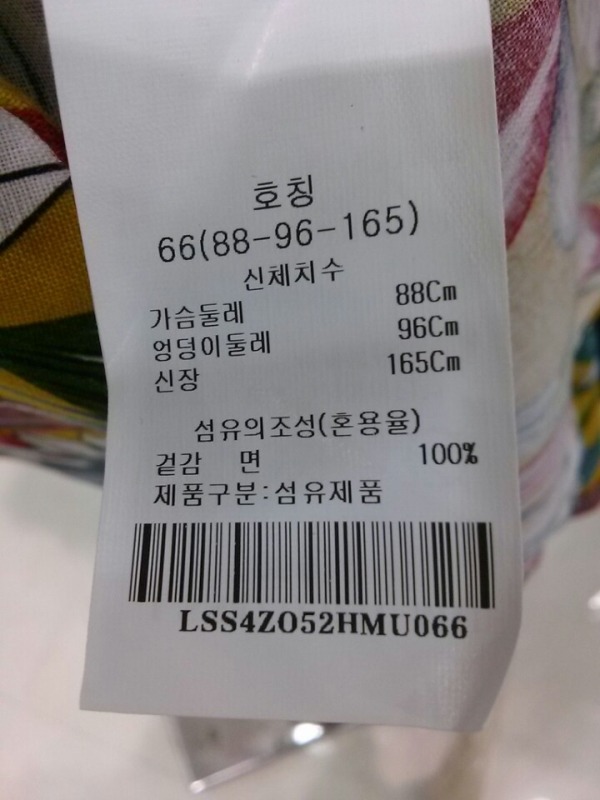 호칭
66(88-96-165)
신체치수
가슴둘레 88Cm
엉덩이둘레 96Cm
신장 165Cm
섬유의조성(혼용율)
겉감 면 100%
제품구분:섬유제품
LSS4ZO52HMU066